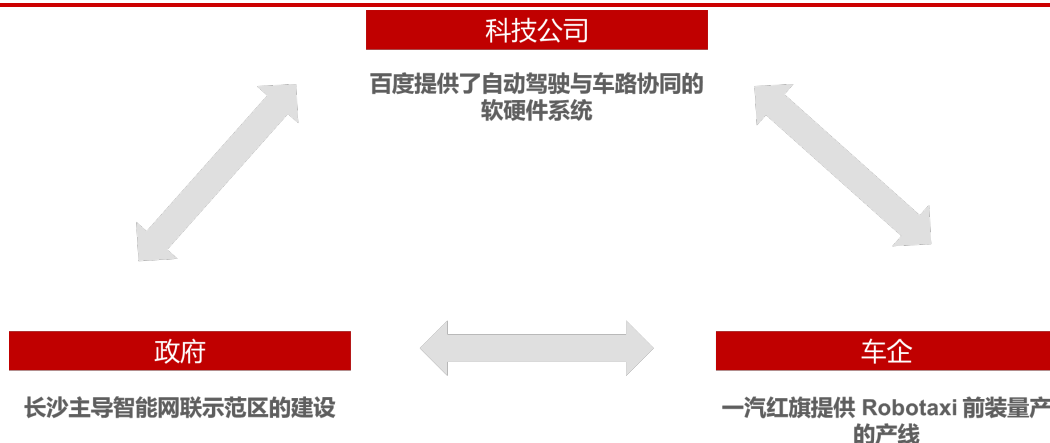 科技公司
百度提供了自动驾驶与车路协同的
软硬件系统
政府
车企
长沙主导智能网联示范区的建设
一汽红旗提供 Robotaxi 前装量产
的产线